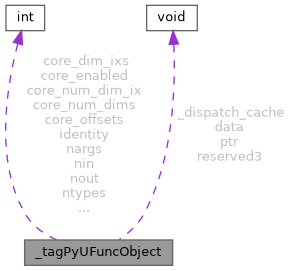 int
void
core_dim_ixs
core_enabled
core_num_dim_ix
core_num_dims
core_offsets
identity
nargs
nin
nout
ntypes
...
_dispatch_cache
data
ptr
reserved3
_tagPyUFuncObject